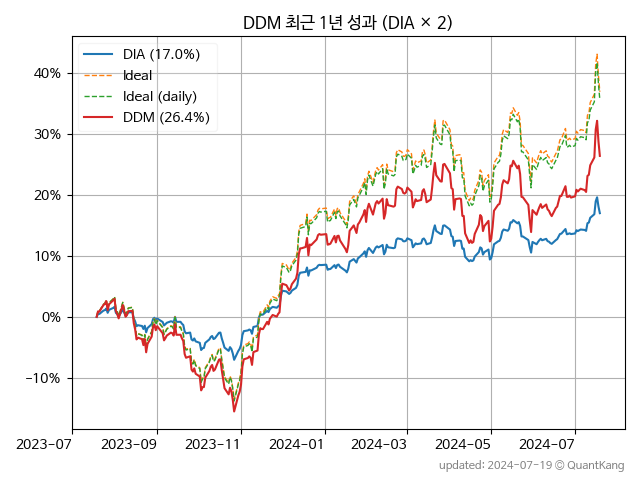 DDM 최근 1년 성과 (DIA × 2)
DIA (17.0%)
Ideal
Ideal (daily)
DDM (26.4%)
40%
30%
20%
10%
0%
−10%
2023-07 2023-09 2023-11 2024-01 2024-03 2024-05 2024-07
updated: 2024-07-19 © QuantKang